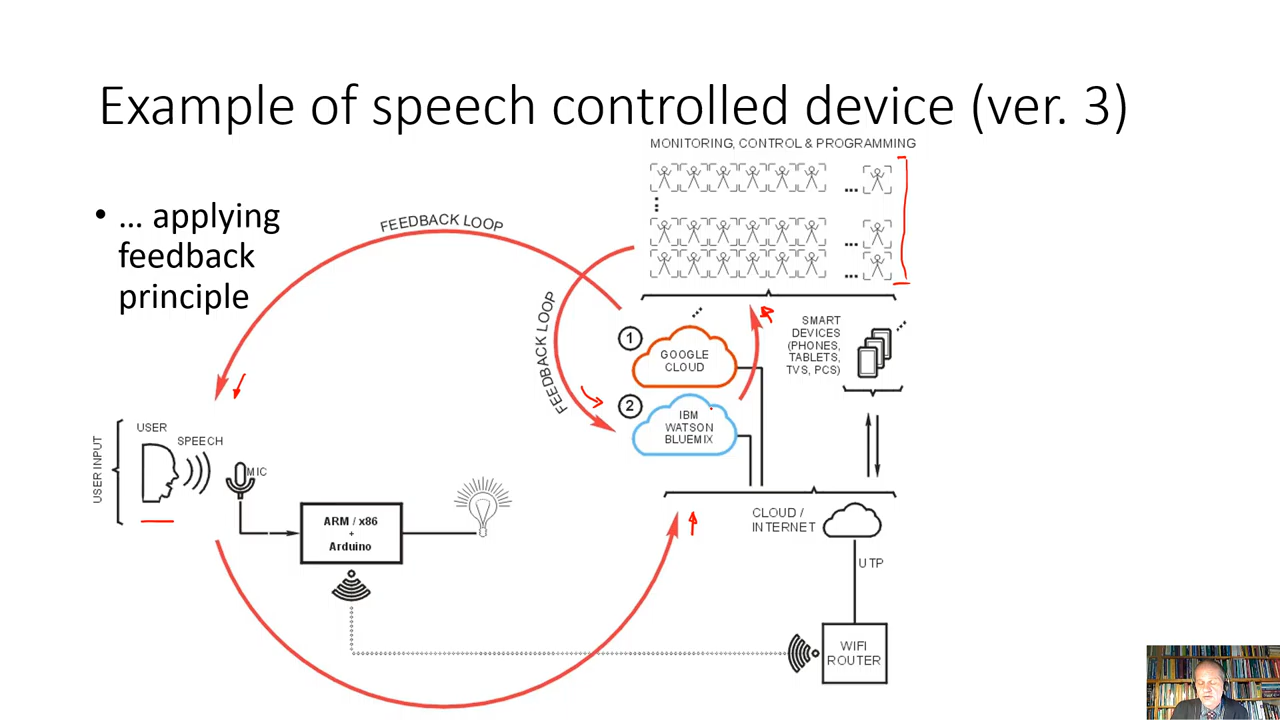 Example of speech controlled device (ver. 3)
MONITORING, CONTROL & PROGRAMMING
• … applying
feedback
principle
FEEDBACK LOOP
FEEDBACK LOOP
1
GOOGLE
CLOUD
2
IBM
WATSON
BLUEMIX
SMART
DEVICES
(PHONES,
TABLETS,
TVS, PCS)
USER INPUT
USER
SPEECH
MIC
ARM / x86
+
Arduino
CLOUD /
INTERNET
UTP
WIFI
ROUTER